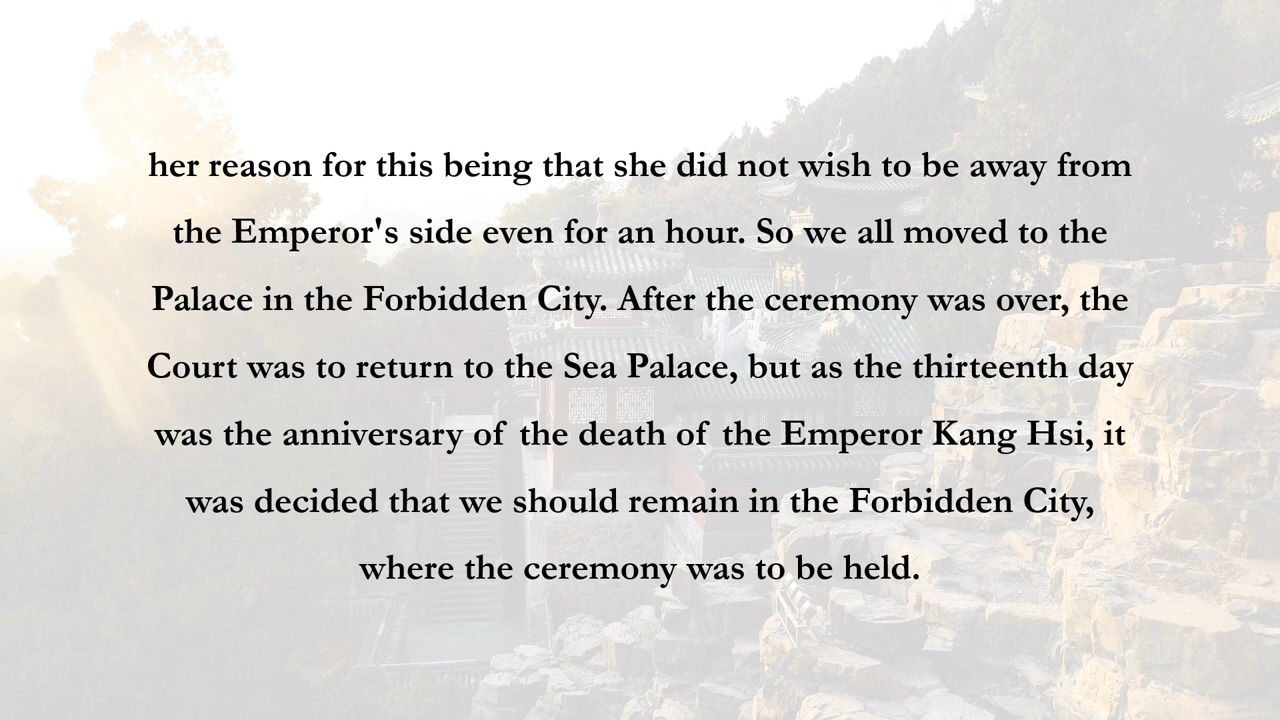 her reason for this being that she did not wish to be away from
the Emperor's side even for an hour. So we all moved to the
Palace in the Forbidden City. After the ceremony was over, the
Court was to return to the Sea Palace, but as the thirteenth day
was the anniversary of the death of the Emperor Kang Hsi, it
was decided that we should remain in the Forbidden City,
where the ceremony was to be held.